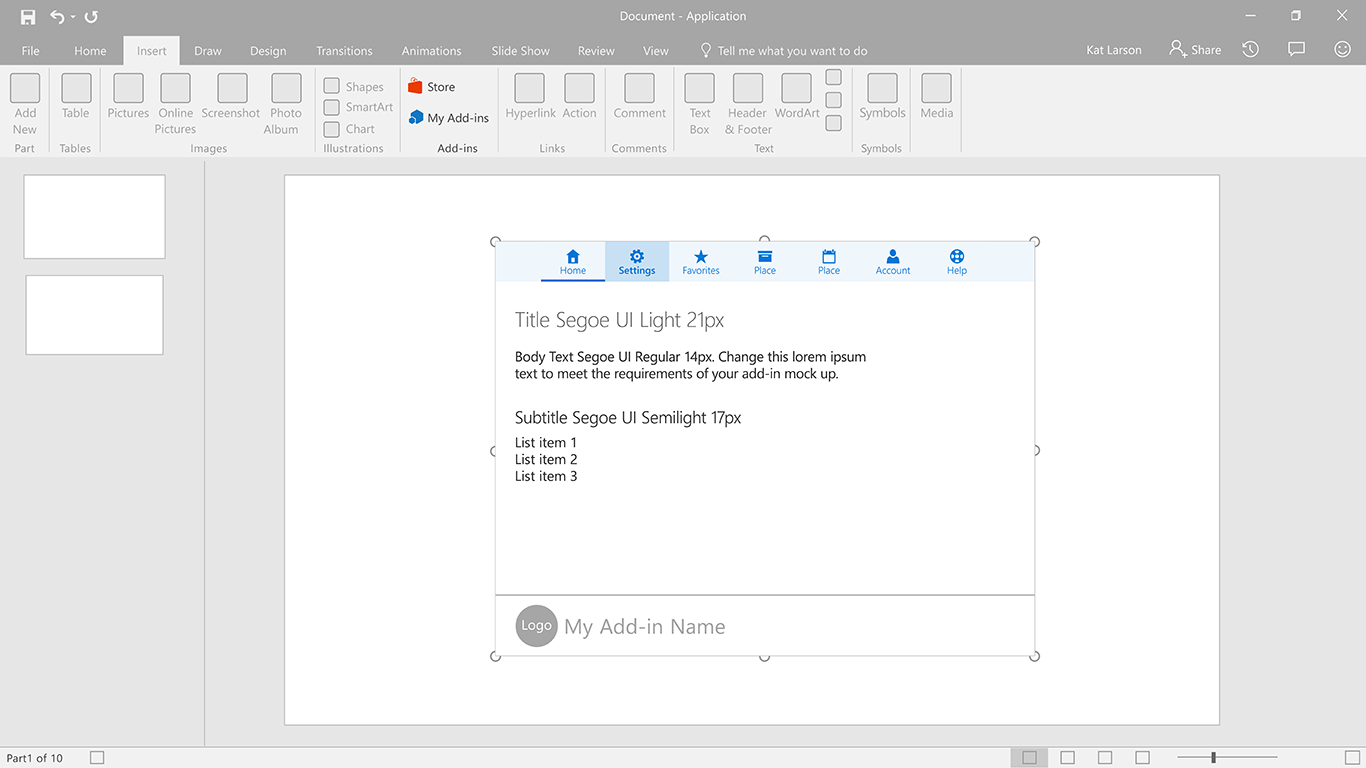 Document - Application
File Home Insert Draw Design Transitions Animations Slide Show Review View Tell me what you want to do Kat Larson Share
Add New
Table
Pictures
Online Pictures
Screenshot
Photo Album
Shapes
SmartArt
Chart
Store
My Add-ins
Hyperlink
Action
Comment
Text Box
Header & Footer
WordArt
Symbols
Media
Part Tables Images Illustrations Add-ins Links Comments Text Symbols
Home Settings Favorites Place Place Account Help
Title Segoe UI Light 21px
Body Text Segoe UI Regular 14px. Change this lorem ipsum
text to meet the requirements of your add-in mock up.
Subtitle Segoe UI Semilight 17px
List item 1
List item 2
List item 3
Logo My Add-in Name
Part1 of 10